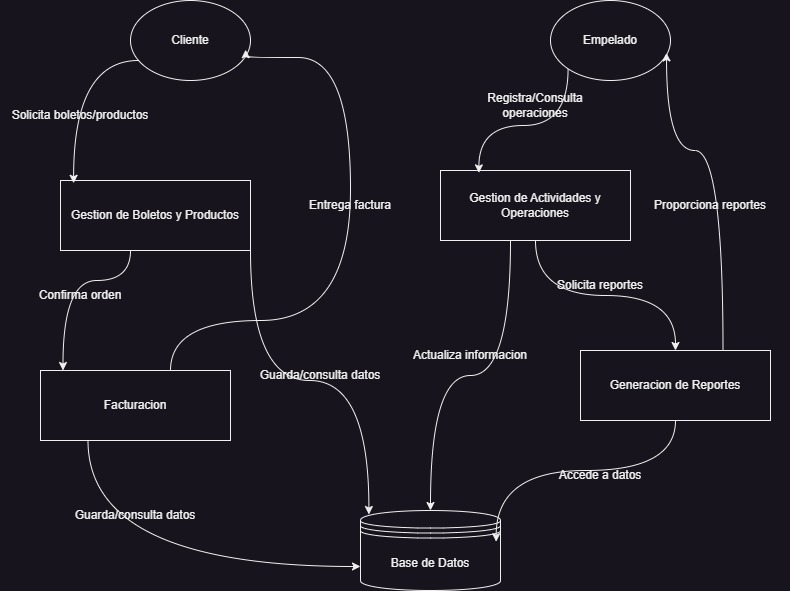 Cliente
Empelado
Solicita boletos/productos
Registra/Consulta
operaciones
Gestion de Boletos y Productos
Entrega factura
Gestion de Actividades y
Operaciones
Proporciona reportes
Confirma orden
Solicita reportes
Actualiza informacion
Guarda/consulta datos
Generacion de Reportes
Facturacion
Accede a datos
Guarda/consulta datos
Base de Datos